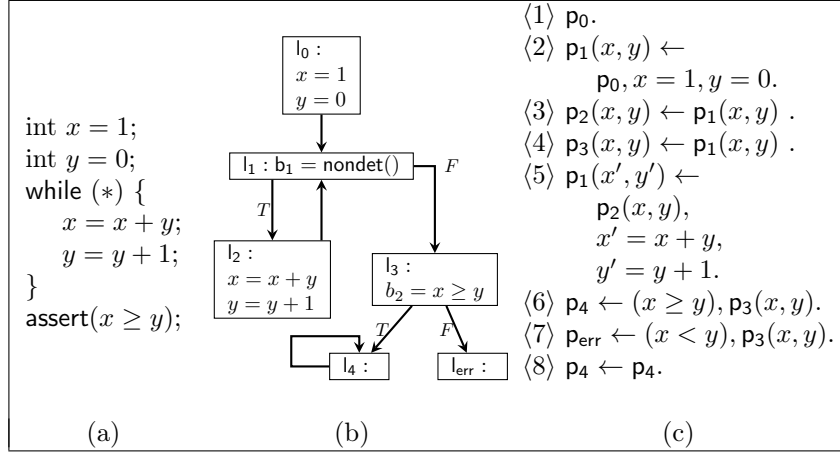 int x = 1;
int y = 0;
while (*) {
x = x + y;
y = y + 1;
}
assert(x ≥ y);
(a)
l₀ :
x = 1
y = 0
l₁ : b₁ = nondet()
T
F
l₂ :
x = x + y
y = y + 1
l₃ :
b₂ = x ≥ y
T
F
l₄ :
l_err :
(b)
⟨1⟩ p₀.
⟨2⟩ p₁(x, y) ←
p₀, x = 1, y = 0.
⟨3⟩ p₂(x, y) ← p₁(x, y) .
⟨4⟩ p₃(x, y) ← p₁(x, y) .
⟨5⟩ p₁(x′, y′) ←
p₂(x, y),
x′ = x + y,
y′ = y + 1.
⟨6⟩ p₄ ← (x ≥ y), p₃(x, y).
⟨7⟩ p_err ← (x < y), p₃(x, y).
⟨8⟩ p₄ ← p₄.
(c)